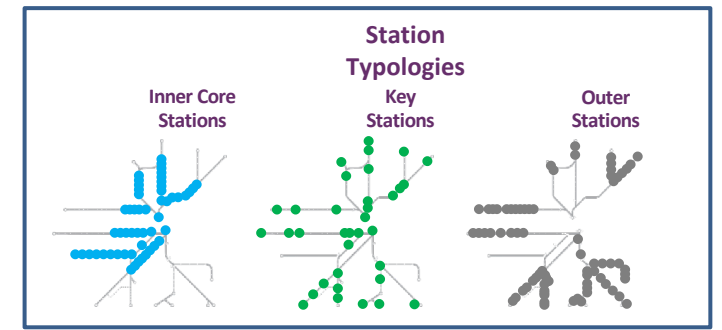 Station
Typologies
Inner Core
Stations
Key
Stations
Outer
Stations